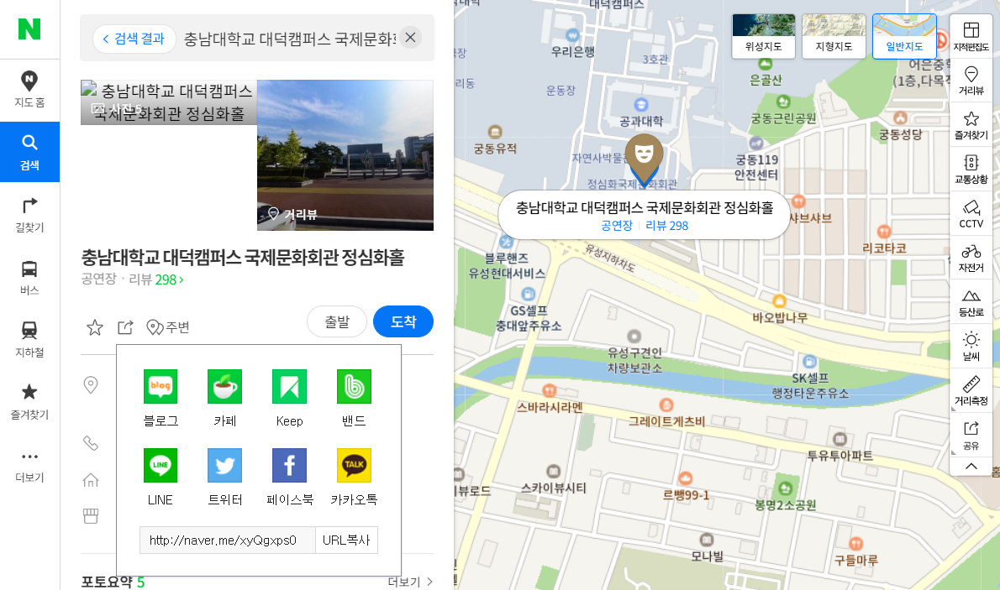 지도 홈
검색
길찾기
버스
지하철
즐겨찾기
더보기
검색 결과
충남대학교 대덕캠퍼스 국제문화회
충남대학교 대덕캠퍼스
국제문화회관 정심화홀
사진 5
거리뷰
충남대학교 대덕캠퍼스 국제문화회관 정심화홀
공연장 · 리뷰 298
주변
출발
도착
블로그
카페
Keep
밴드
LINE
트위터
페이스북
카카오톡
http://naver.me/xyQgxps0
URL복사
포토요약 5
더보기
대덕캠퍼스
우리은행
3호관
운동장
리동
공과대학
궁동유적
자연사박물관
정심화국제문화회관
은골산
궁동근린공원
궁동119
안전센터
궁동성당
어은중학
(1층,다목적
충남대학교 대덕캠퍼스 국제문화회관 정심화홀
공연장
리뷰 298
샤브샤브
리코타코
블루핸즈
유성현대서비스
유성지하차도
GS셀프
충대앞주유소
바오밥나무
유성구견인
차량보관소
SK셀프
행정타운주유소
스바라시라멘
그레이트게츠비
투유투아파트
스카이뷰시티
뷰로드
르뺑99-1
봉명2소공원
모나빌
구들마루
위성지도
지형지도
일반지도
지적편집도
거리뷰
즐겨찾기
교통상황
CCTV
자전거
등산로
날씨
거리측정
공유